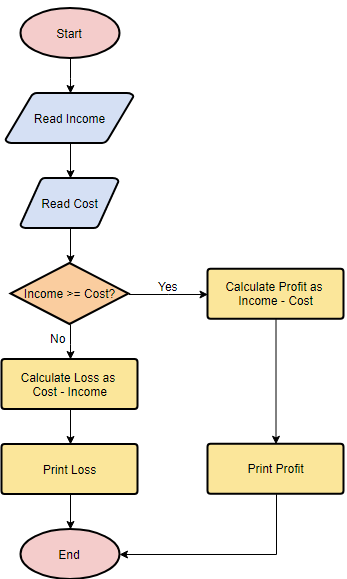 Start
Read Income
Read Cost
Income >= Cost?
Yes
Calculate Profit as
Income - Cost
No
Calculate Loss as
Cost - Income
Print Loss
Print Profit
End